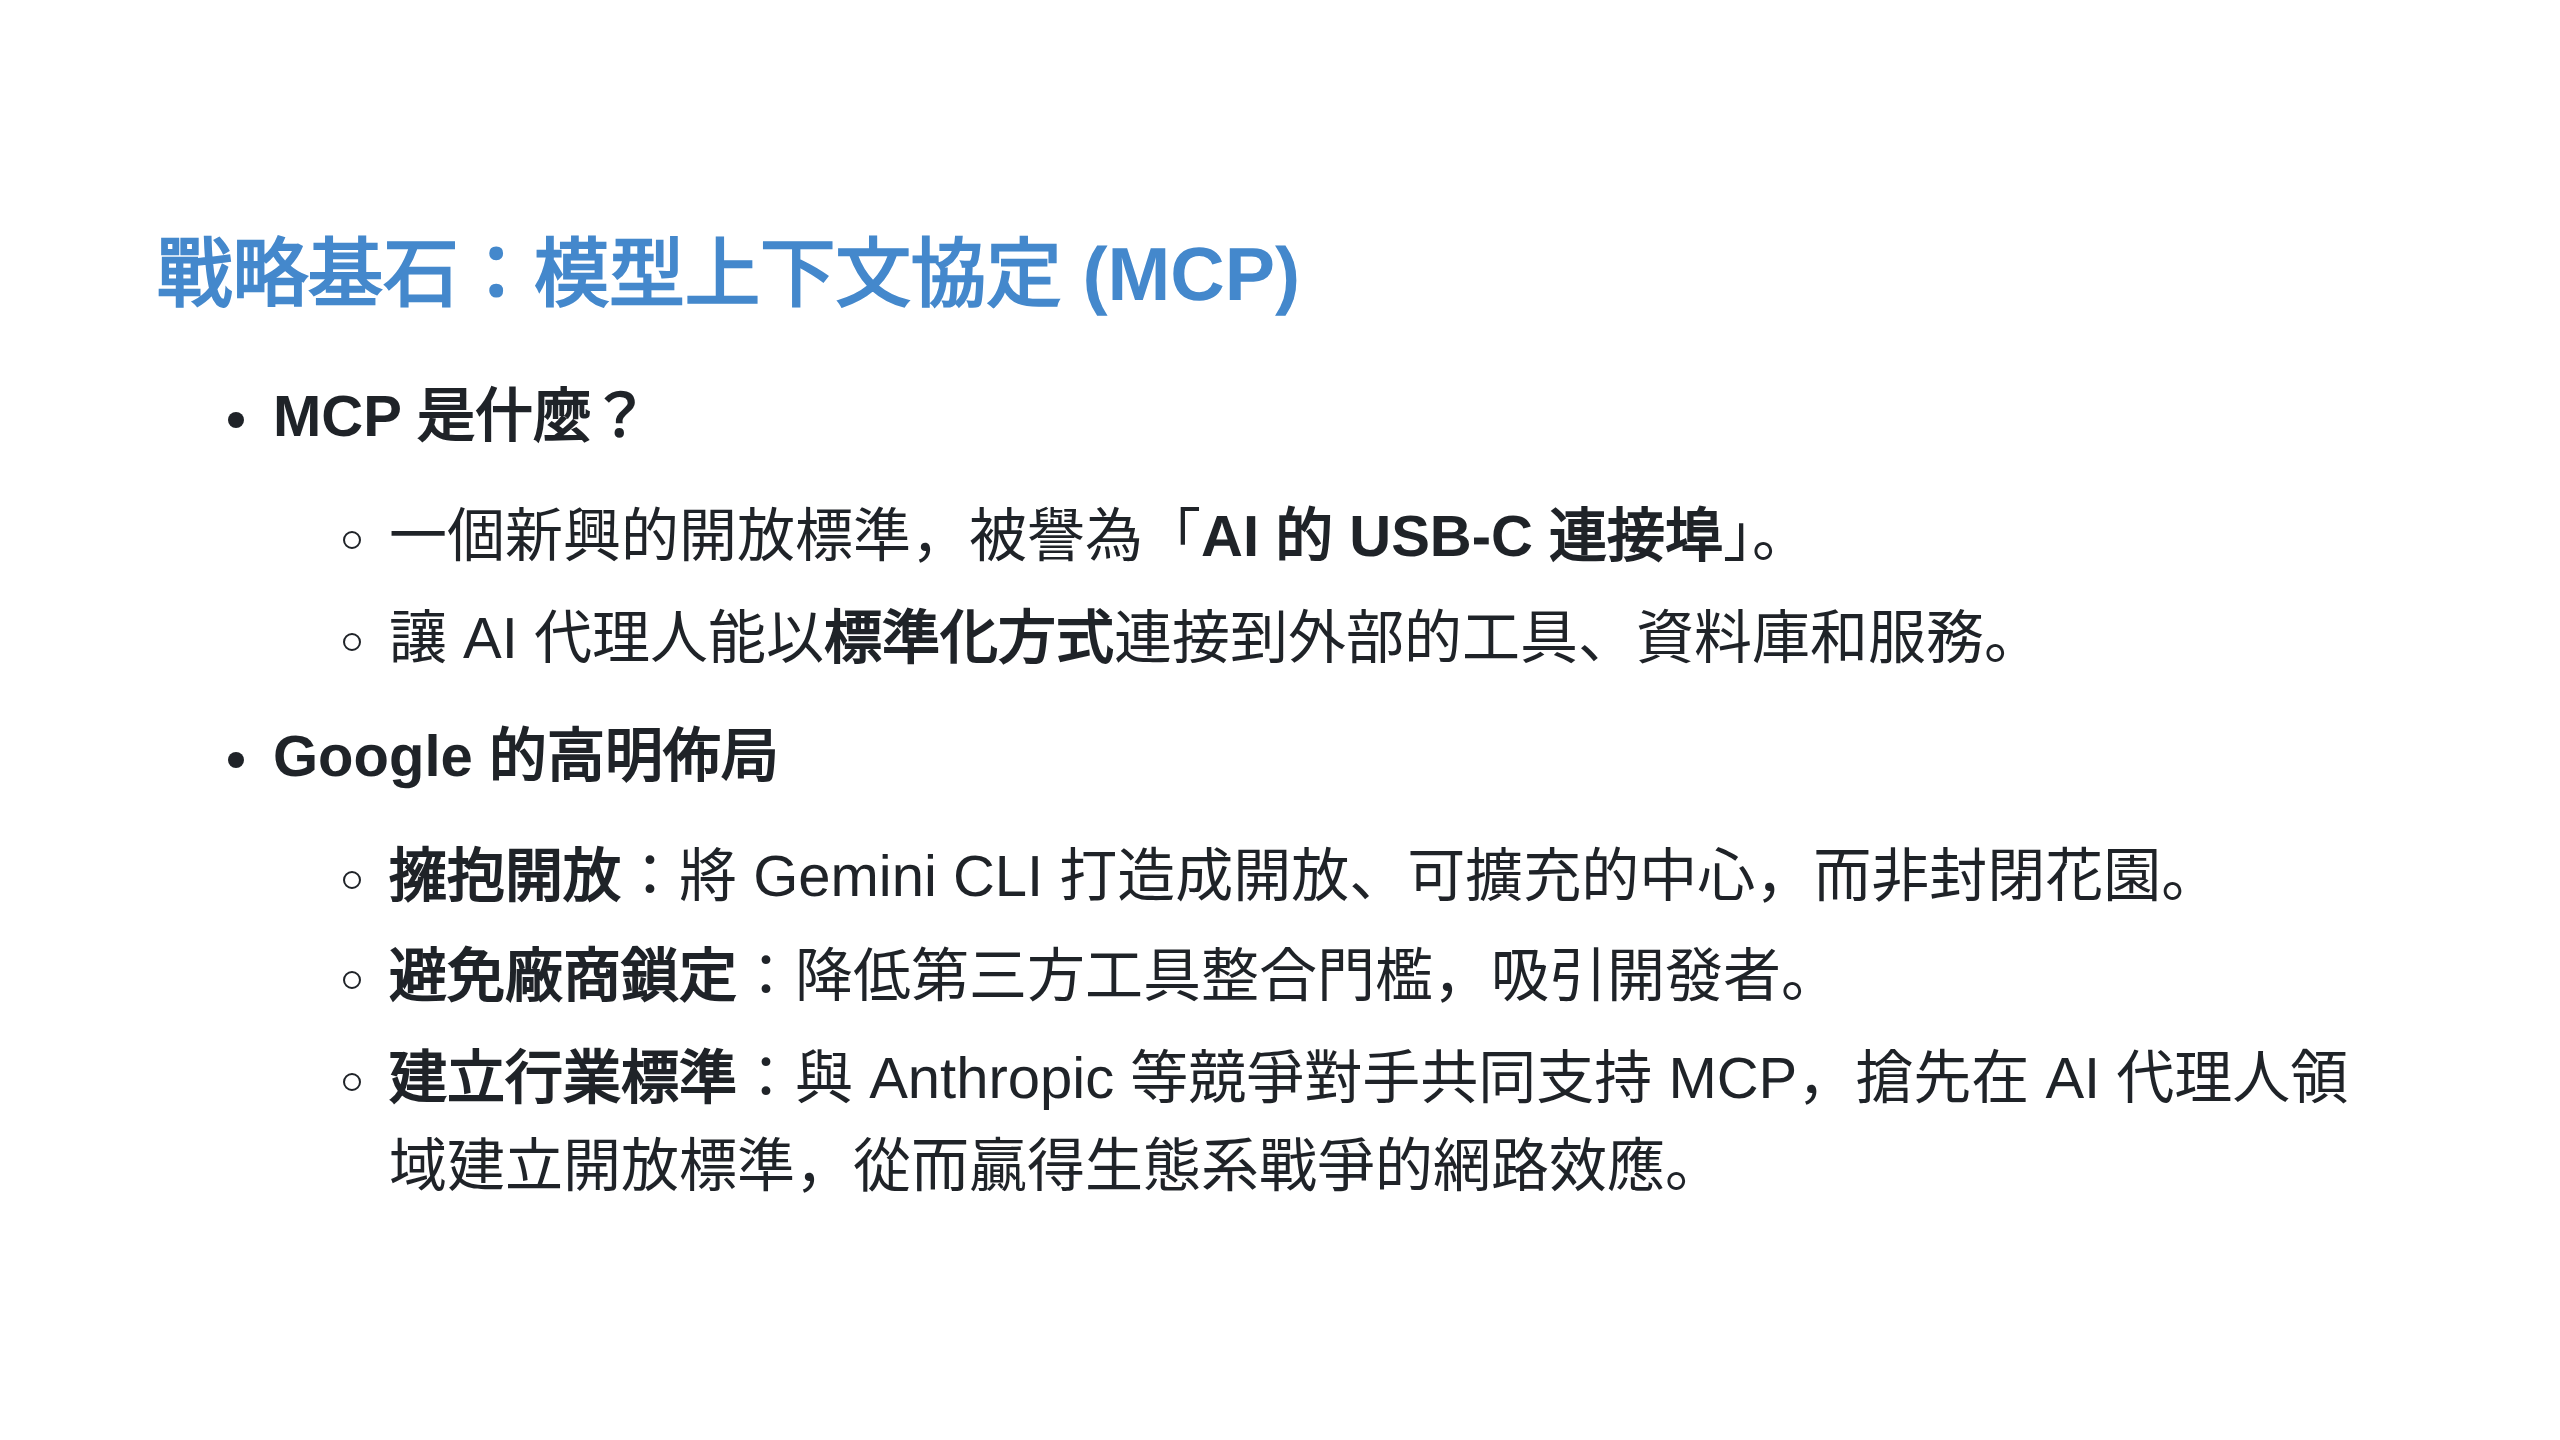 戰略基石：模型上下文協定 (MCP)
• MCP 是什麼？
○ 一個新興的開放標準，被譽為「AI 的 USB-C 連接埠」。
○ 讓 AI 代理人能以標準化方式連接到外部的工具、資料庫和服務。
• Google 的高明佈局
○ 擁抱開放：將 Gemini CLI 打造成開放、可擴充的中心，而非封閉花園。
○ 避免廠商鎖定：降低第三方工具整合門檻，吸引開發者。
○ 建立行業標準：與 Anthropic 等競爭對手共同支持 MCP，搶先在 AI 代理人領
域建立開放標準，從而贏得生態系戰爭的網路效應。